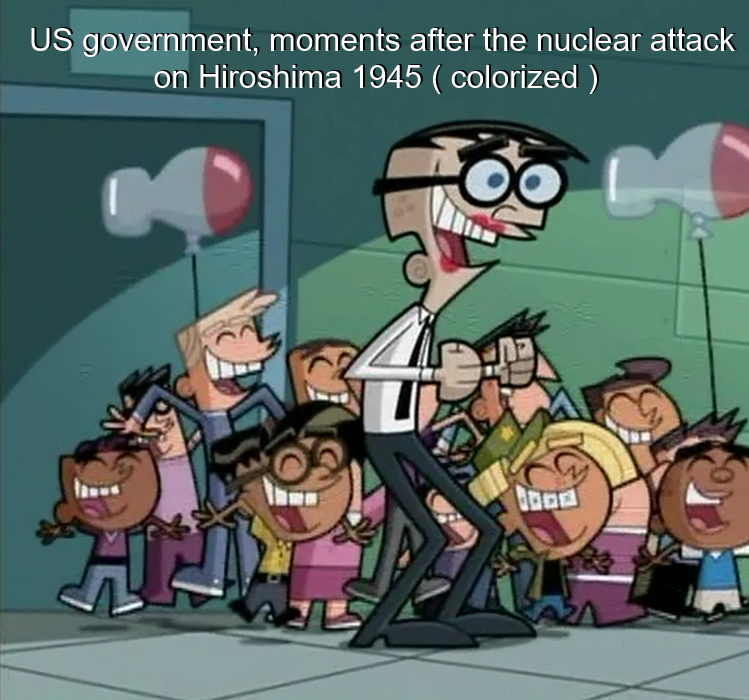 US government, moments after the nuclear attack
on Hiroshima 1945 ( colorized )